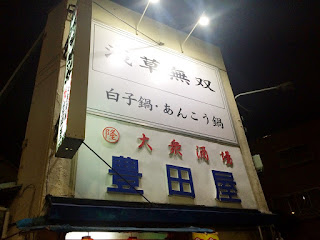 浅草無双
白子鍋・あんこう鍋
隆 大衆酒場
豊田屋